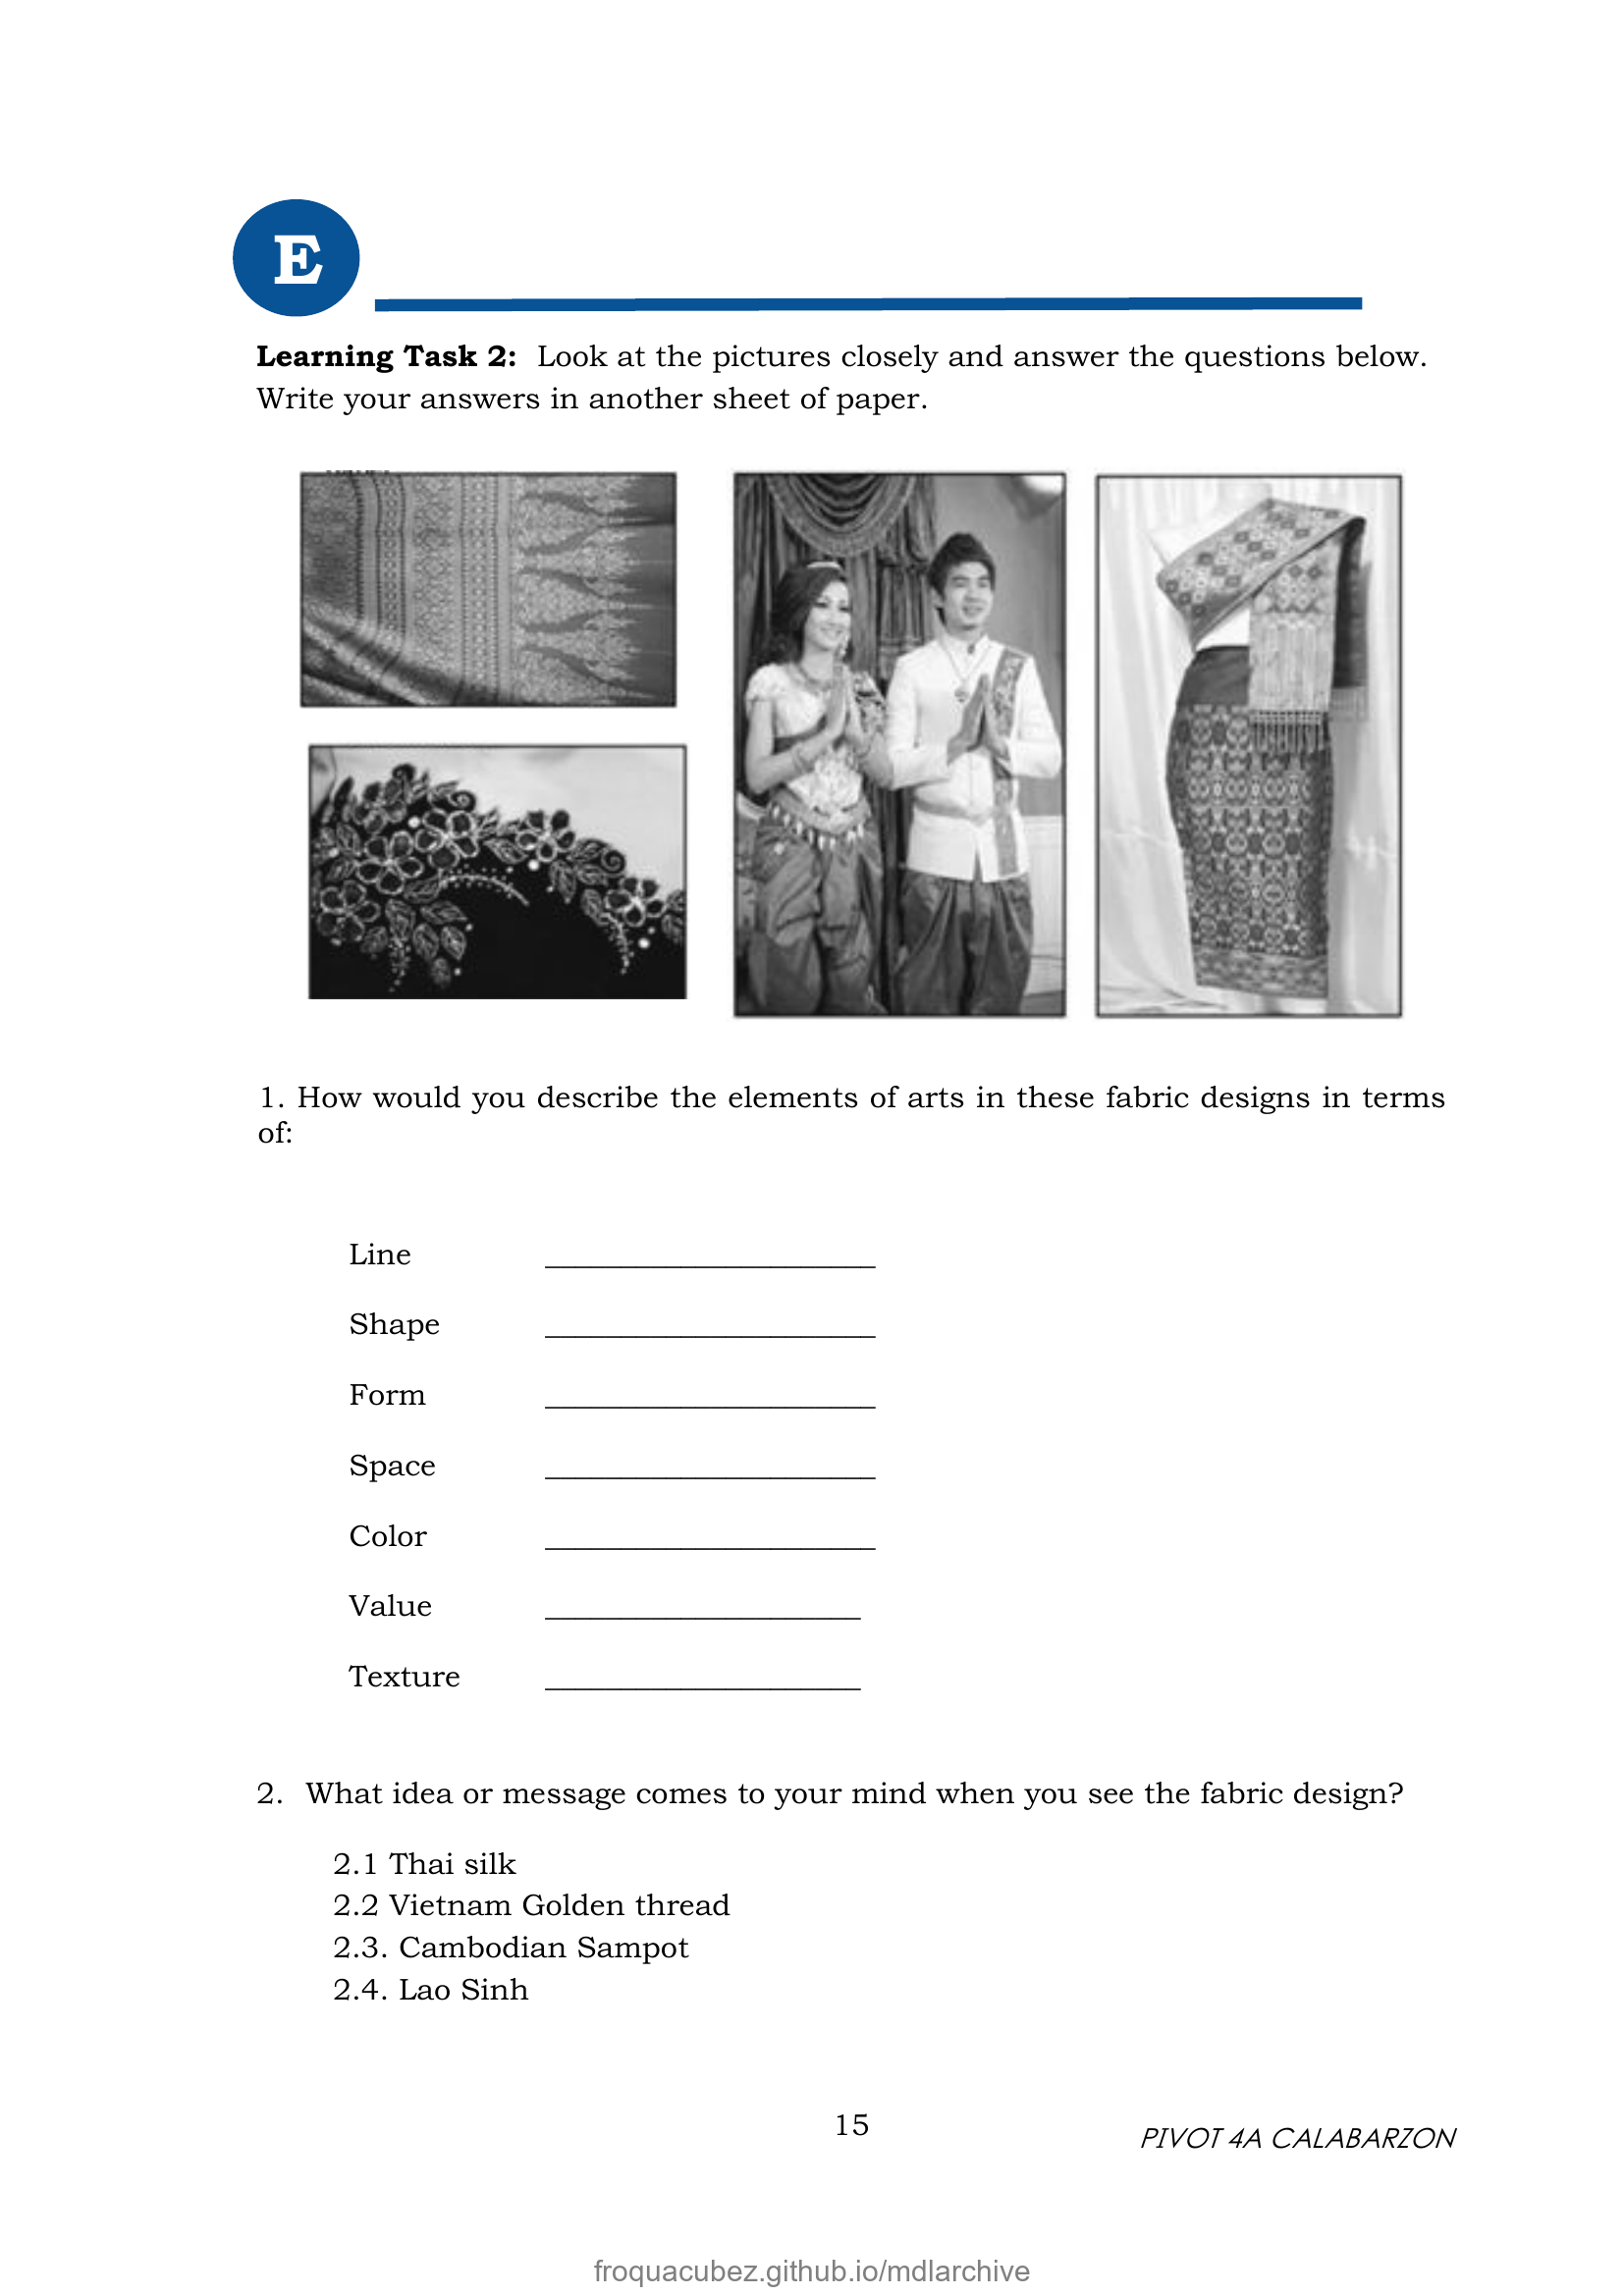 E
Learning Task 2: Look at the pictures closely and answer the questions below.
Write your answers in another sheet of paper.
1. How would you describe the elements of arts in these fabric designs in terms
of:
Line ______________________
Shape ______________________
Form ______________________
Space ______________________
Color ______________________
Value _____________________
Texture _____________________
2. What idea or message comes to your mind when you see the fabric design?
2.1 Thai silk
2.2 Vietnam Golden thread
2.3. Cambodian Sampot
2.4. Lao Sinh
15
PIVOT 4A CALABARZON
froquacubez.github.io/mdlarchive